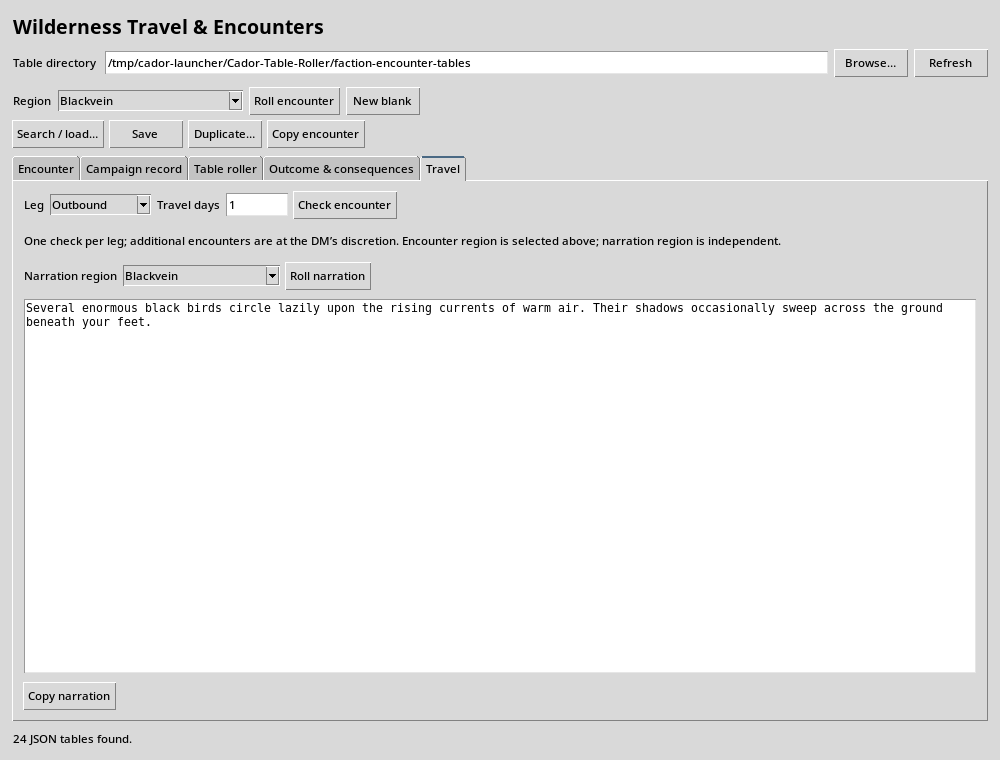 Wilderness Travel & Encounters
Table directory /tmp/cador-launcher/Cador-Table-Roller/faction-encounter-tables Browse... Refresh
Region Blackvein Roll encounter New blank
Search / load... Save Duplicate... Copy encounter
Encounter Campaign record Table roller Outcome & consequences Travel
Leg Outbound Travel days 1 Check encounter
One check per leg; additional encounters are at the DM's discretion. Encounter region is selected above; narration region is independent.
Narration region Blackvein Roll narration
Several enormous black birds circle lazily upon the rising currents of warm air. Their shadows occasionally sweep across the ground
beneath your feet.
Copy narration
24 JSON tables found.